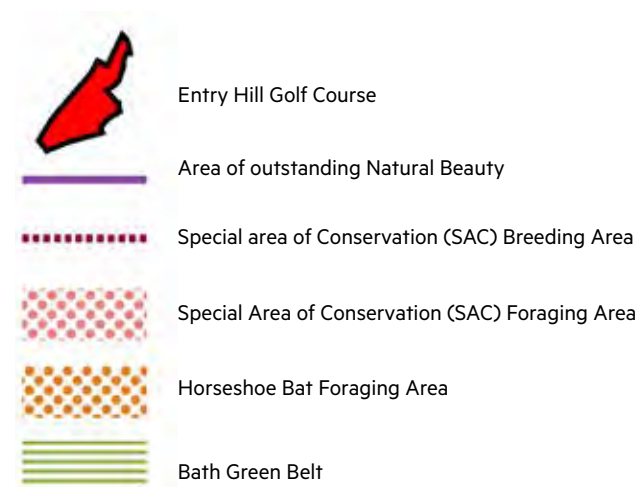 Entry Hill Golf Course
Area of outstanding Natural Beauty
Special area of Conservation (SAC) Breeding Area
Special Area of Conservation (SAC) Foraging Area
Horseshoe Bat Foraging Area
Bath Green Belt